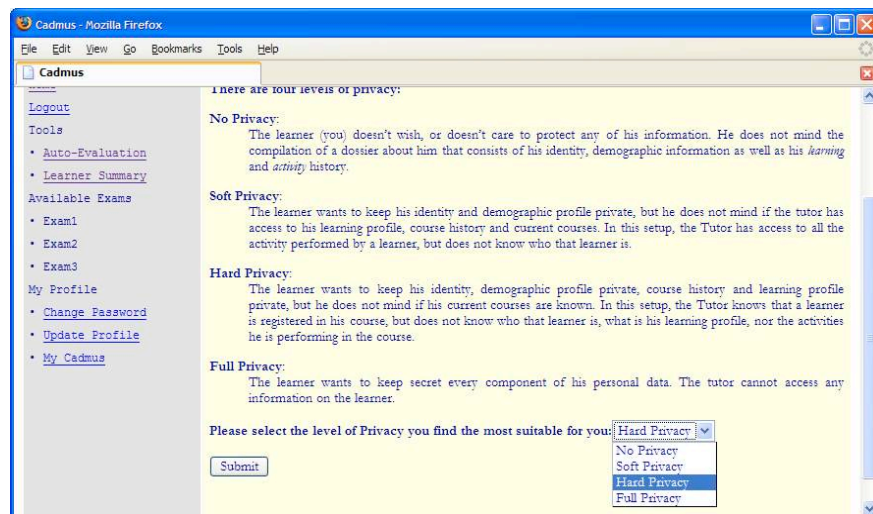 Cadmus - Mozilla Firefox
File Edit View Go Bookmarks Tools Help
Cadmus
Logout
Tools
• Auto-Evaluation
• Learner Summary
Available Exams
• Exam1
• Exam2
• Exam3
My Profile
• Change Password
• Update Profile
• My Cadmus
There are four levels of privacy:
No Privacy:
The learner (you) doesn't wish, or doesn't care to protect any of his information. He does not mind the
compilation of a dossier about him that consists of his identity, demographic information as well as his learning
and activity history.
Soft Privacy:
The learner wants to keep his identity and demographic profile private, but he does not mind if the tutor has
access to his learning profile, course history and current courses. In this setup, the Tutor has access to all the
activity performed by a learner, but does not know who that learner is.
Hard Privacy:
The learner wants to keep his identity, demographic profile private, course history and learning profile
private, but he does not mind if his current courses are known. In this setup, the Tutor knows that a learner
is registered in his course, but does not know who that learner is, what is his learning profile, nor the activities
he is performing in the course.
Full Privacy:
The learner wants to keep secret every component of his personal data. The tutor cannot access any
information on the learner.
Please select the level of Privacy you find the most suitable for you: Hard Privacy
No Privacy
Soft Privacy
Hard Privacy
Full Privacy
Submit